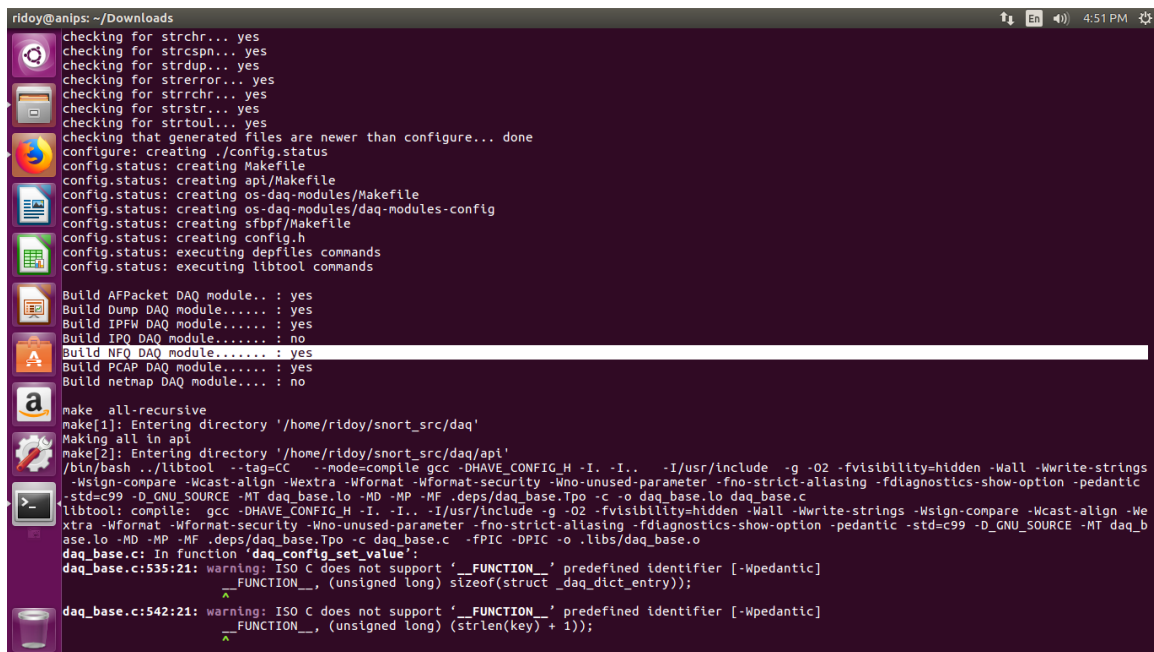 ridoy@anips: ~/Downloads
En
4:51 PM
checking for strchr... yes
checking for strcspn... yes
checking for strdup... yes
checking for strerror... yes
checking for strrchr... yes
checking for strstr... yes
checking for strtoul... yes
checking that generated files are newer than configure... done
configure: creating ./config.status
config.status: creating Makefile
config.status: creating api/Makefile
config.status: creating os-daq-modules/Makefile
config.status: creating os-daq-modules/daq-modules-config
config.status: creating sfbpf/Makefile
config.status: creating config.h
config.status: executing depfiles commands
config.status: executing libtool commands
Build AFPacket DAQ module.. : yes
Build Dump DAQ module...... : yes
Build IPFW DAQ module...... : yes
Build IPQ DAQ module....... : no
Build NFQ DAQ module....... : yes
Build PCAP DAQ module...... : yes
Build netmap DAQ module.... : no
make  all-recursive
make[1]: Entering directory '/home/ridoy/snort_src/daq'
Making all in api
make[2]: Entering directory '/home/ridoy/snort_src/daq/api'
/bin/bash ../libtool  --tag=CC   --mode=compile gcc -DHAVE_CONFIG_H -I. -I..   -I/usr/include  -g -O2 -fvisibility=hidden -Wall -Wwrite-strings
 -Wsign-compare -Wcast-align -Wextra -Wformat -Wformat-security -Wno-unused-parameter -fno-strict-aliasing -fdiagnostics-show-option -pedantic
-std=c99 -D_GNU_SOURCE -MT daq_base.lo -MD -MP -MF .deps/daq_base.Tpo -c -o daq_base.lo daq_base.c
libtool: compile:  gcc -DHAVE_CONFIG_H -I. -I.. -I/usr/include -g -O2 -fvisibility=hidden -Wall -Wwrite-strings -Wsign-compare -Wcast-align -We
xtra -Wformat -Wformat-security -Wno-unused-parameter -fno-strict-aliasing -fdiagnostics-show-option -pedantic -std=c99 -D_GNU_SOURCE -MT daq_b
ase.lo -MD -MP -MF .deps/daq_base.Tpo -c daq_base.c  -fPIC -DPIC -o .libs/daq_base.o
daq_base.c: In function ‘daq_config_set_value’:
daq_base.c:535:21: warning: ISO C does not support ‘__FUNCTION__’ predefined identifier [-Wpedantic]
                     __FUNCTION__, (unsigned long) sizeof(struct _daq_dict_entry));
                     ^
daq_base.c:542:21: warning: ISO C does not support ‘__FUNCTION__’ predefined identifier [-Wpedantic]
                     __FUNCTION__, (unsigned long) (strlen(key) + 1));
                     ^